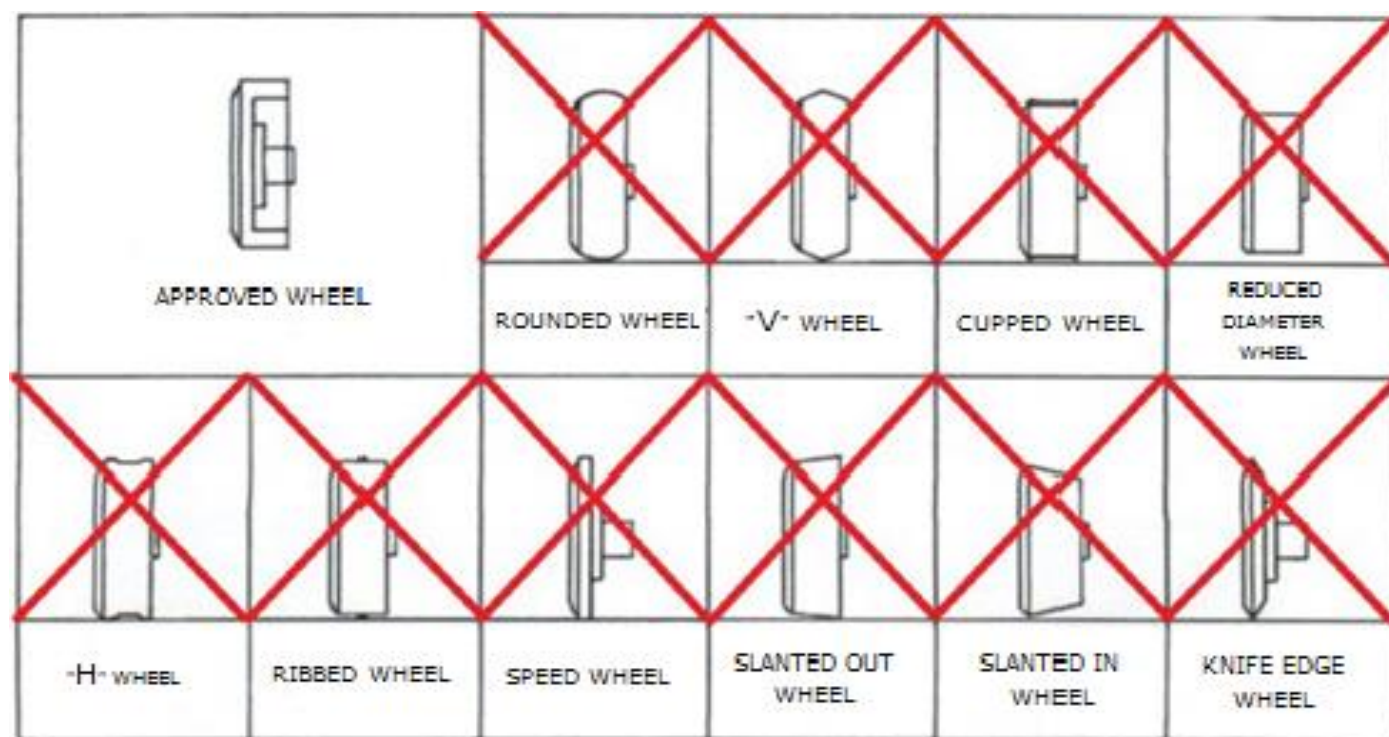 APPROVED WHEEL
ROUNDED WHEEL
-V- WHEEL
CUPPED WHEEL
REDUCED
DIAMETER
WHEEL
-H- WHEEL
RIBBED WHEEL
SPEED WHEEL
SLANTED OUT
WHEEL
SLANTED IN
WHEEL
KNIFE EDGE
WHEEL